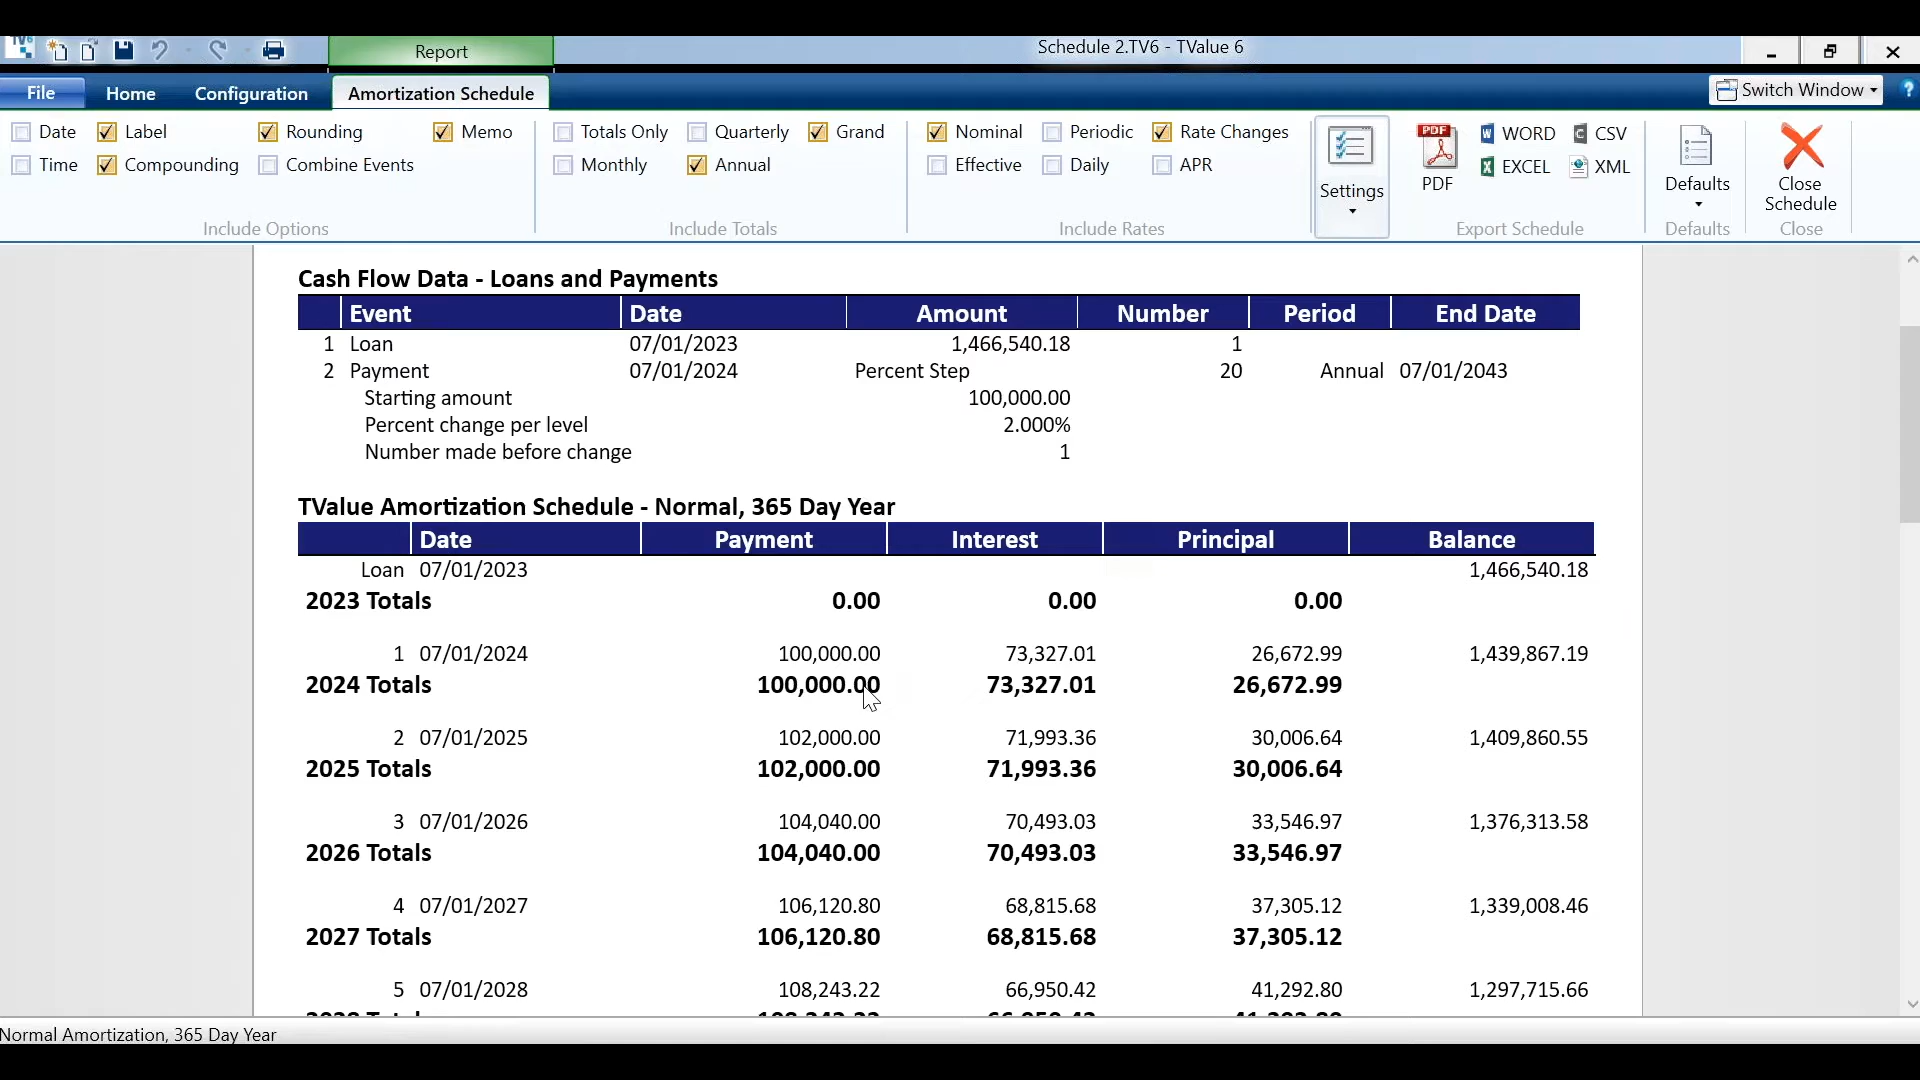 TV6
Report
Schedule 2.TV6 - TValue 6
File Home Configuration Amortization Schedule Switch Window ?
Date Label Rounding Memo Totals Only Quarterly Grand Nominal Periodic Rate Changes
Time Compounding Combine Events Monthly Annual Effective Daily APR
Settings
PDF PDF WORD CSV
EXCEL XML
Defaults Close Schedule
Include Options Include Totals Include Rates Export Schedule Defaults Close
Cash Flow Data - Loans and Payments
Event Date Amount Number Period End Date
1 Loan 07/01/2023 1,466,540.18 1
2 Payment 07/01/2024 Percent Step 20 Annual 07/01/2043
Starting amount 100,000.00
Percent change per level 2.000%
Number made before change 1
TValue Amortization Schedule - Normal, 365 Day Year
Date Payment Interest Principal Balance
Loan 07/01/2023 1,466,540.18
2023 Totals 0.00 0.00 0.00
1 07/01/2024 100,000.00 73,327.01 26,672.99 1,439,867.19
2024 Totals 100,000.00 73,327.01 26,672.99
2 07/01/2025 102,000.00 71,993.36 30,006.64 1,409,860.55
2025 Totals 102,000.00 71,993.36 30,006.64
3 07/01/2026 104,040.00 70,493.03 33,546.97 1,376,313.58
2026 Totals 104,040.00 70,493.03 33,546.97
4 07/01/2027 106,120.80 68,815.68 37,305.12 1,339,008.46
2027 Totals 106,120.80 68,815.68 37,305.12
5 07/01/2028 108,243.22 66,950.42 41,292.80 1,297,715.66
2028 Totals 108,243.22 66,950.42 41,292.80
Normal Amortization, 365 Day Year